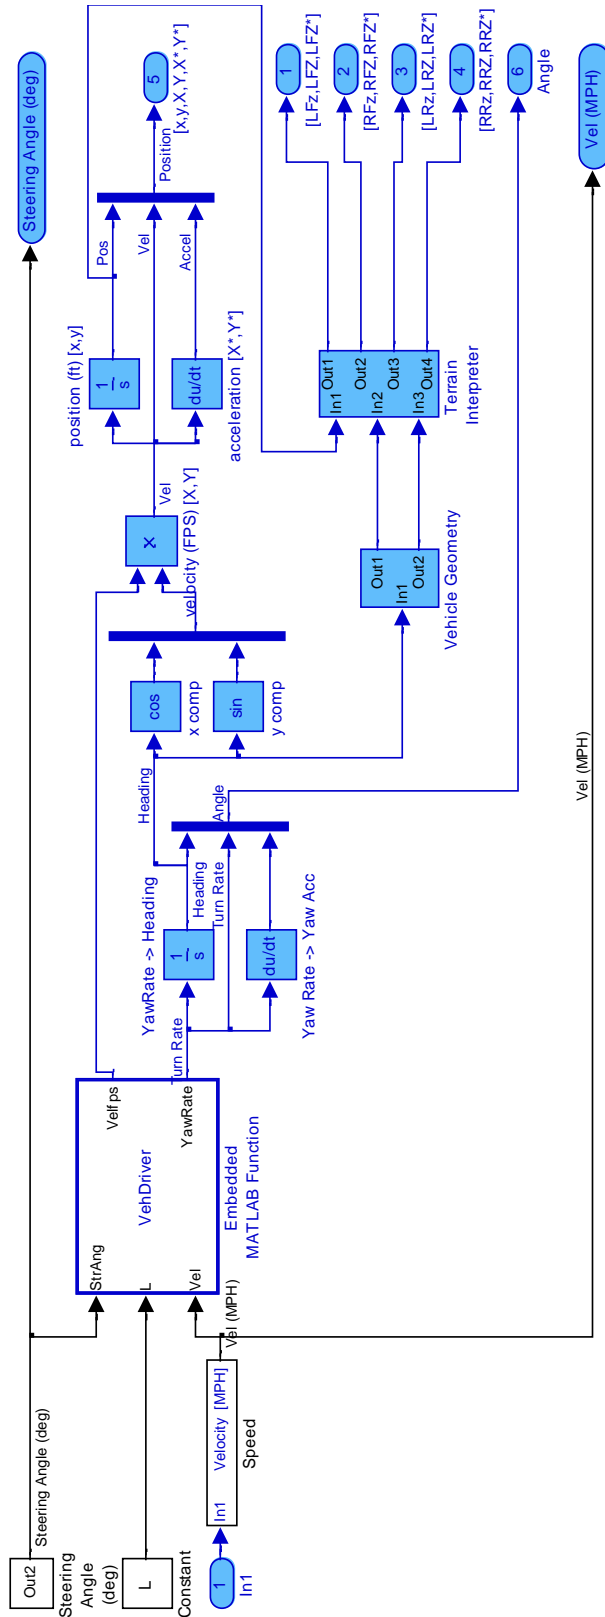 Out2
Steering
Angle
(deg)
Steering Angle (deg)
Steering Angle (deg)
L
Constant
1
In1
In1
Velocity [MPH]
Speed
Vel (MPH)
StrAng
L
Vel
VehDriver
Velfps
YawRate
Embedded
MATLAB Function
Turn Rate
YawRate -> Heading
1
s
Heading
Turn Rate
du/dt
Yaw Rate -> Yaw Acc
Angle
Heading
cos
x comp
sin
y comp
velocity (FPS) [X,Y]
Vel
position (ft) [x,y]
1
s
du/dt
acceleration [X*,Y*]
Pos
Vel
Accel
Position
5
Position
[x,y,X,Y,X*,Y*]
In1
Out1
Out2
Vehicle Geometry
In1
In2
In3
Out1
Out2
Out3
Out4
Terrain
Interpreter
1
[LFz,LFZ,LFZ*]
2
[RFz,RFZ,RFZ*]
3
[LRz,LRZ,LRZ*]
4
[RRz,RRZ,RRZ*]
6
Angle
Vel (MPH)
Vel (MPH)